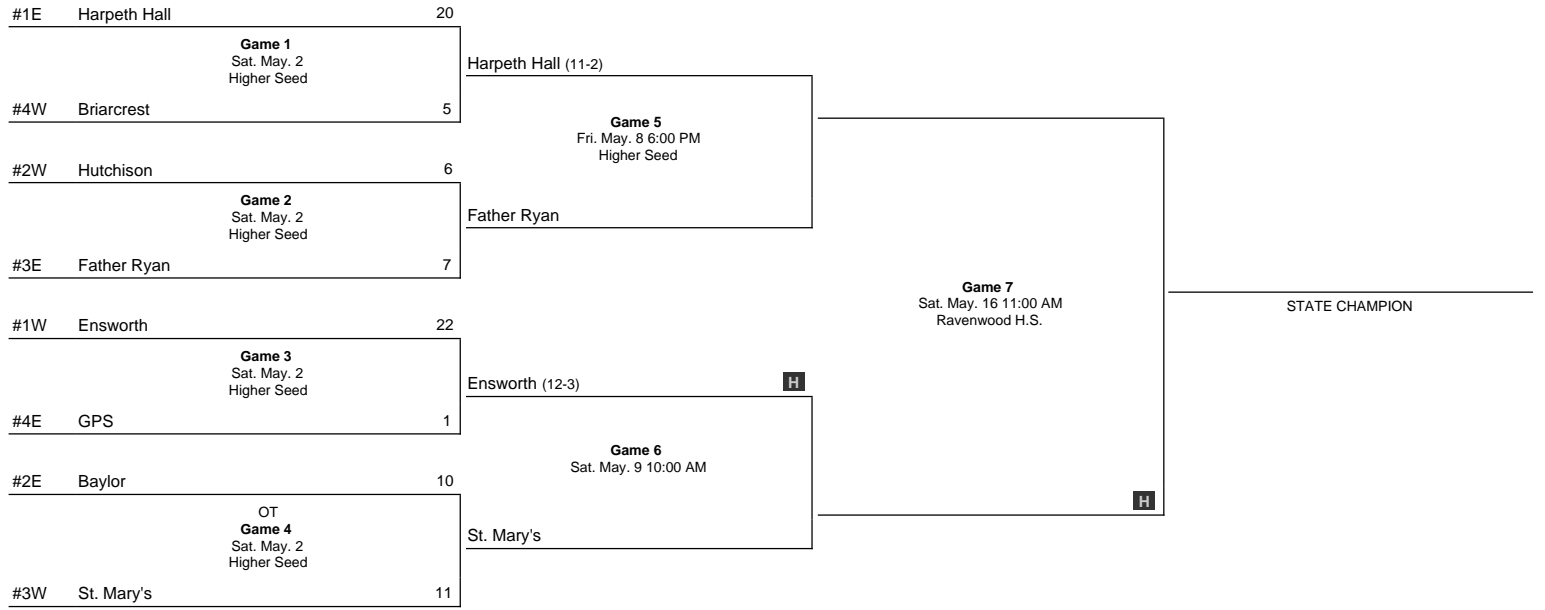 #1E Harpeth Hall 20
Game 1
Sat. May. 2
Higher Seed
#4W Briarcrest 5
Harpeth Hall (11-2)
Game 5
Fri. May. 8 6:00 PM
Higher Seed
Father Ryan
#2W Hutchison 6
Game 2
Sat. May. 2
Higher Seed
#3E Father Ryan 7
Game 7
Sat. May. 16 11:00 AM
Ravenwood H.S.
STATE CHAMPION
#1W Ensworth 22
Game 3
Sat. May. 2
Higher Seed
#4E GPS 1
Ensworth (12-3) H
Game 6
Sat. May. 9 10:00 AM
St. Mary's
H
#2E Baylor 10
OT
Game 4
Sat. May. 2
Higher Seed
#3W St. Mary's 11